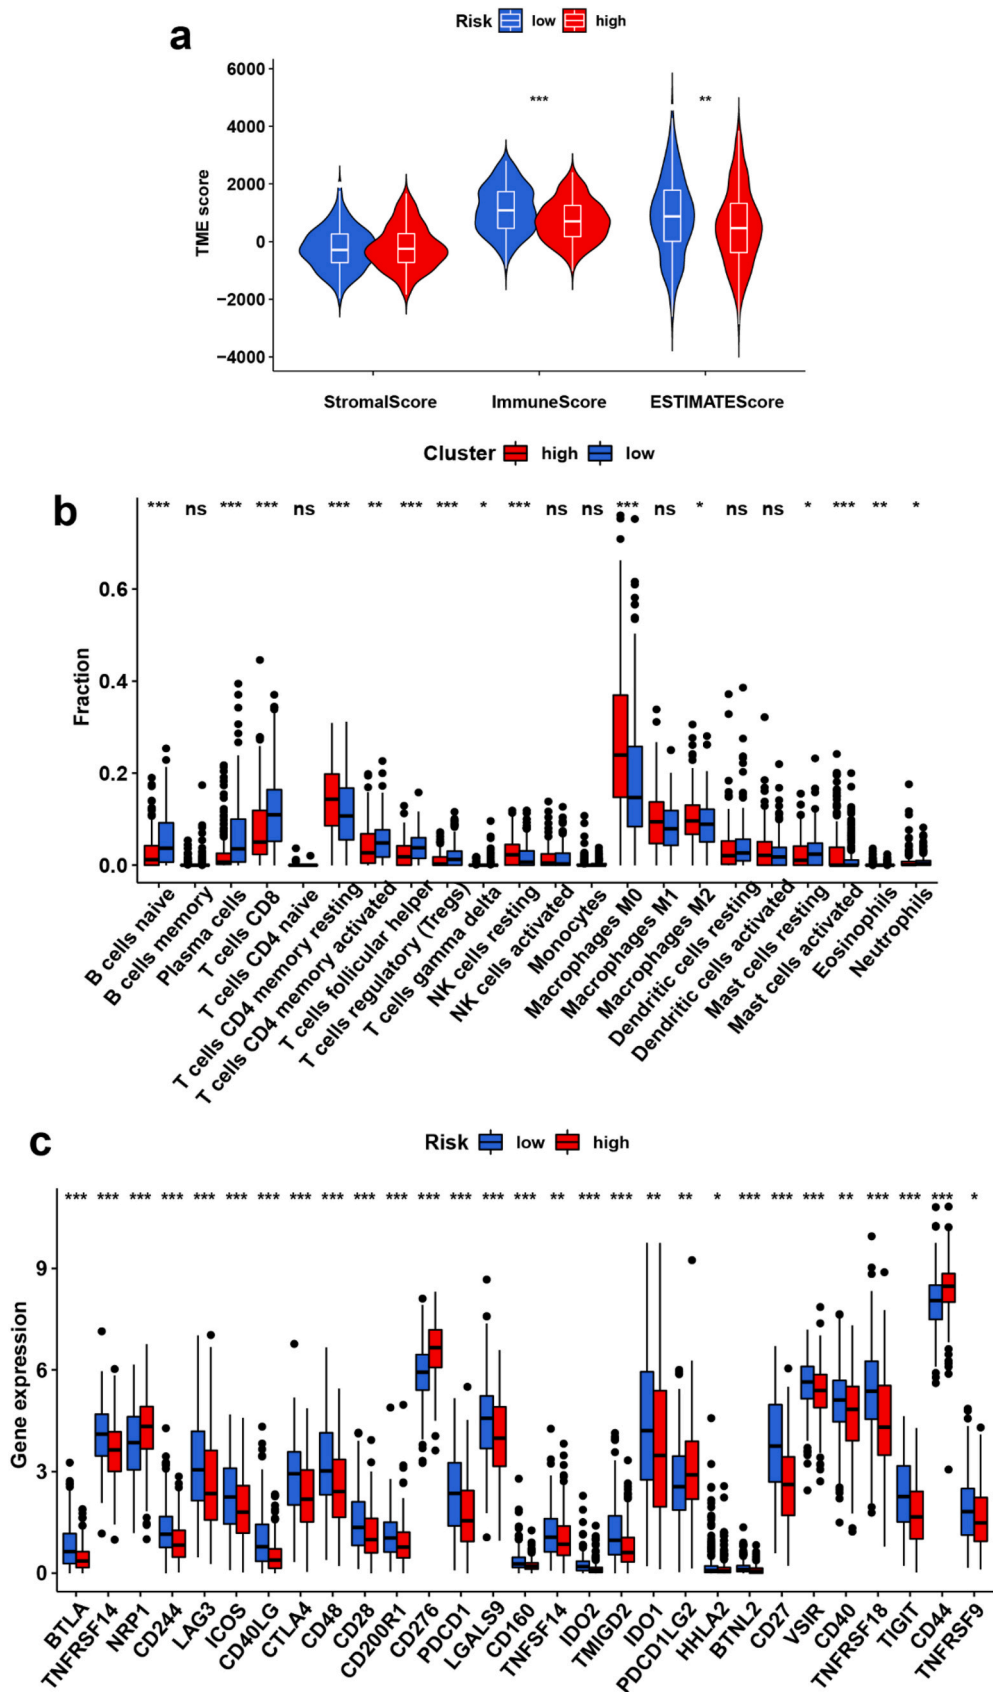 Risk low high
a
6000
4000
2000
0
−2000
−4000
TME score
*** **
StromalScore ImmuneScore ESTIMATEScore
Cluster high low
b
*** ns *** *** ns *** ** *** *** * *** ns ns *** ns * ns ns * *** ** *
0.6
0.4
0.2
0.0
Fraction
B cells naive
B cells memory
Plasma cells
T cells CD8
T cells CD4 naive
T cells CD4 memory resting
T cells CD4 memory activated
T cells follicular helper
T cells regulatory (Tregs)
T cells gamma delta
NK cells resting
NK cells activated
Monocytes
Macrophages M0
Macrophages M1
Macrophages M2
Dendritic cells resting
Dendritic cells activated
Mast cells resting
Mast cells activated
Eosinophils
Neutrophils
c
Risk low high
*** *** *** *** *** *** *** *** *** *** *** *** *** *** *** ** *** *** ** ** * *** *** *** ** *** *** *** *
9
6
3
0
Gene expression
BTLA
TNFRSF14
NRP1
CD244
LAG3
ICOS
CD40LG
CTLA4
CD48
CD28
CD200R1
CD276
PDCD1
LGALS9
CD160
TNFSF14
IDO2
TMIGD2
IDO1
PDCD1LG2
HHLA2
BTNL2
CD27
VSIR
CD40
TNFRSF18
TIGIT
CD44
TNFRSF9